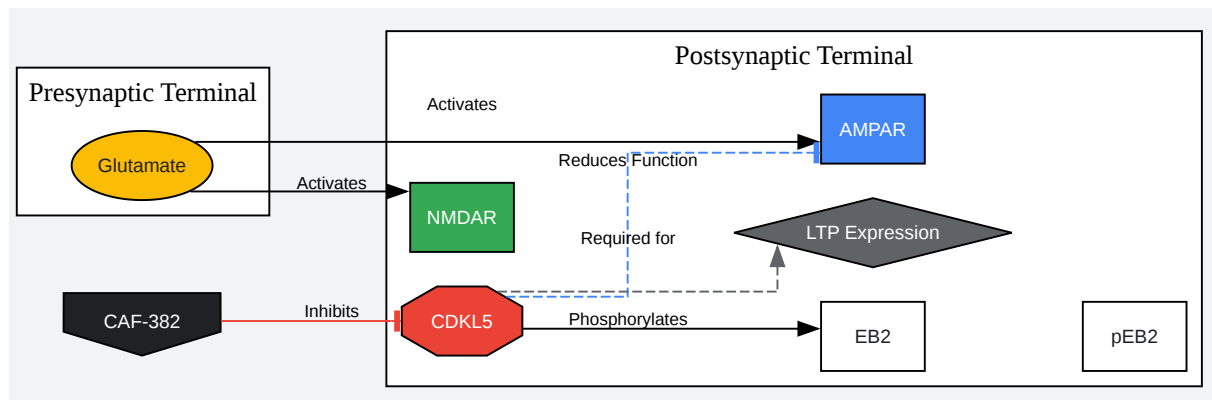 Postsynaptic Terminal
Presynaptic Terminal
Activates
AMPAR
Glutamate
Reduces Function
Activates
NMDAR
LTP Expression
Required for
CAF-382
Inhibits
CDKL5
Phosphorylates
EB2
pEB2